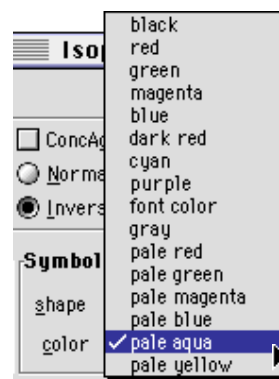 Iso
ConcAg
Norma
Invers
Symbol
shape
color
black
red
green
magenta
blue
dark red
cyan
purple
font color
gray
pale red
pale green
pale magenta
pale blue
pale aqua
pale yellow